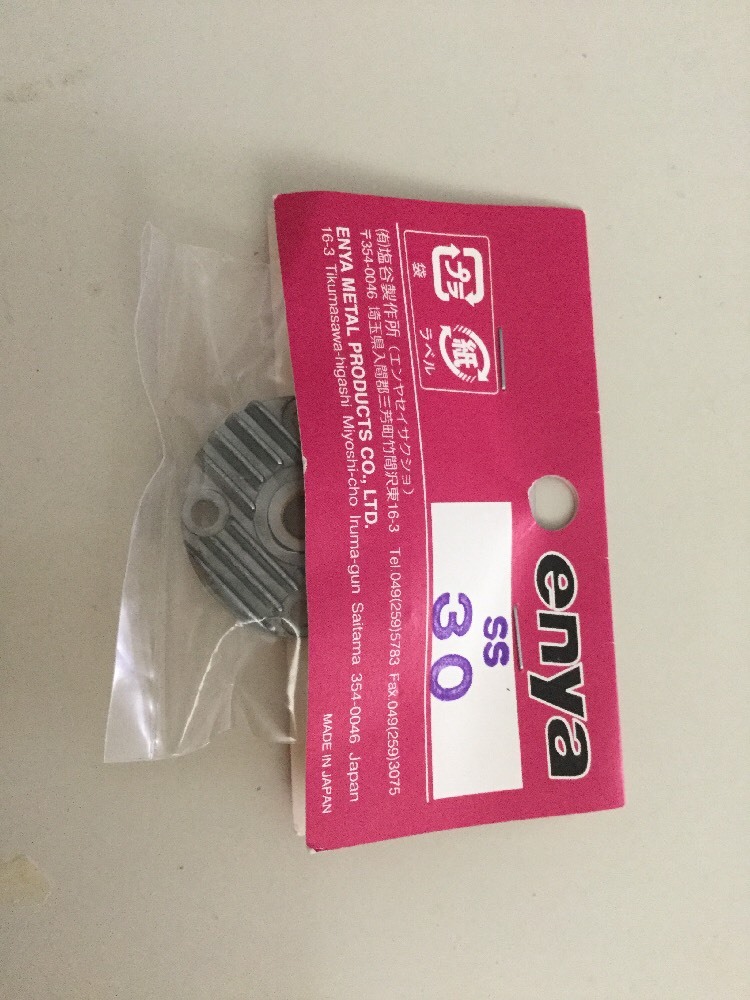 enya
SS
30
プラ
袋
紙
ラベル
(有)塩谷製作所(エンヤセイサクショ)
〒354-0046 埼玉県入間郡三芳町竹間沢東16-3 Tel.049(259)5783 Fax.049(259)3075
ENYA METAL PRODUCTS CO., LTD.
16-3 Tikumasawa-higashi Miyoshi-cho Iruma-gun Saitama 354-0046 Japan
MADE IN JAPAN